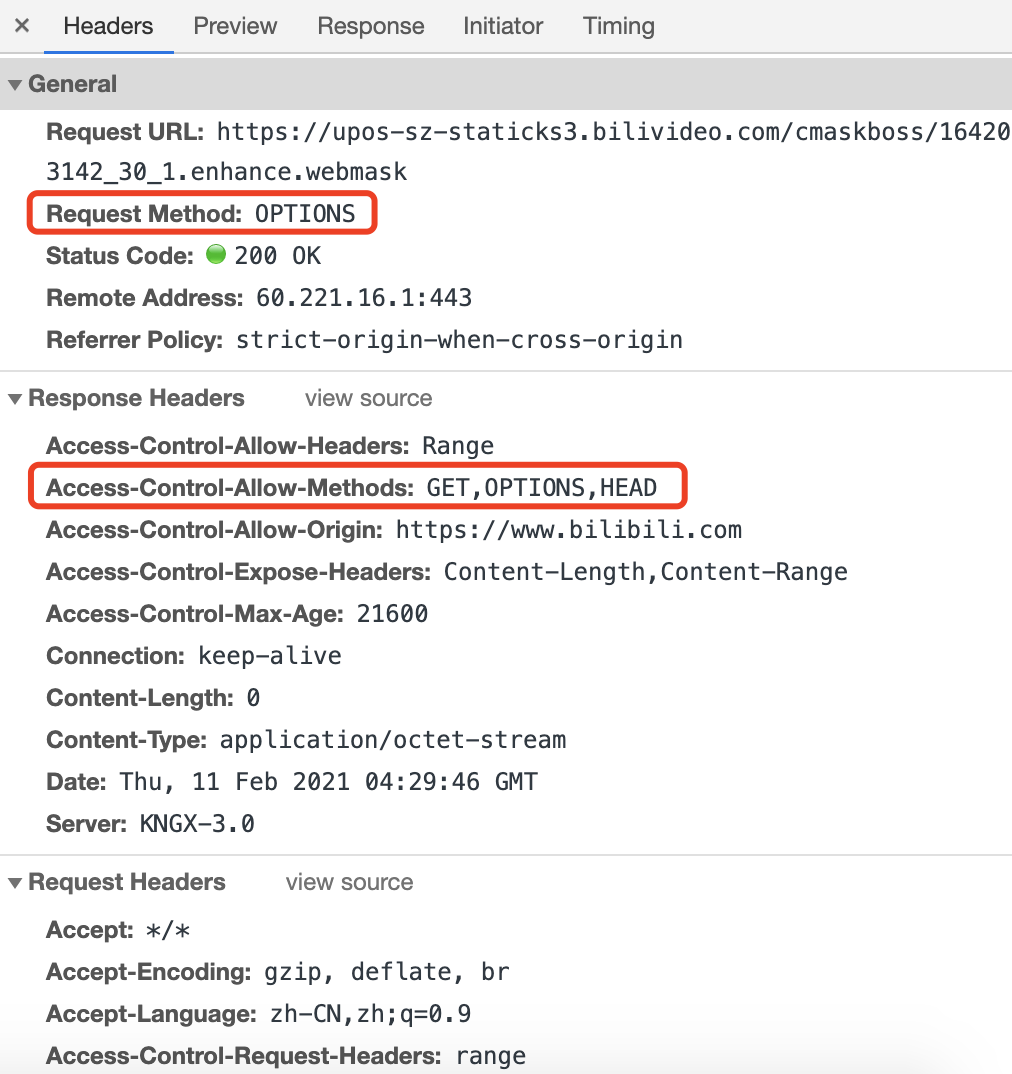 × Headers Preview Response Initiator Timing
▼ General
Request URL: https://upos-sz-staticks3.bilivideo.com/cmaskboss/16420
3142_30_1.enhance.webmask
Request Method: OPTIONS
Status Code: 200 OK
Remote Address: 60.221.16.1:443
Referrer Policy: strict-origin-when-cross-origin
▼ Response Headers view source
Access-Control-Allow-Headers: Range
Access-Control-Allow-Methods: GET,OPTIONS,HEAD
Access-Control-Allow-Origin: https://www.bilibili.com
Access-Control-Expose-Headers: Content-Length,Content-Range
Access-Control-Max-Age: 21600
Connection: keep-alive
Content-Length: 0
Content-Type: application/octet-stream
Date: Thu, 11 Feb 2021 04:29:46 GMT
Server: KNGX-3.0
▼ Request Headers view source
Accept: */*
Accept-Encoding: gzip, deflate, br
Accept-Language: zh-CN,zh;q=0.9
Access-Control-Request-Headers: range